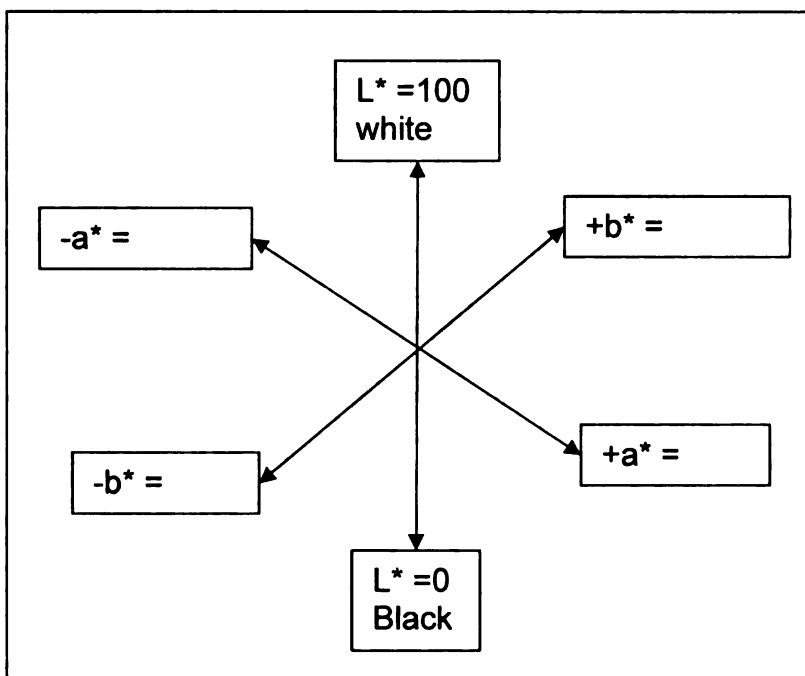 L* =100
white
-a* =
+b* =
-b* =
+a* =
L* =0
Black